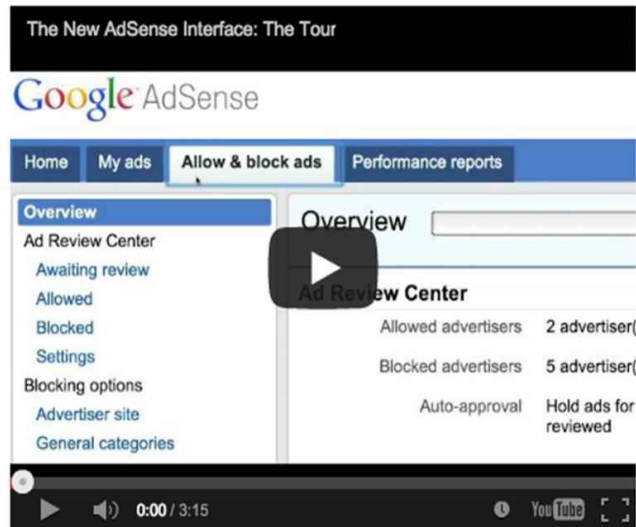 The New AdSense Interface: The Tour
Google AdSense
Home My ads Allow & block ads Performance reports
Overview
Ad Review Center
Awaiting review
Allowed
Blocked
Settings
Blocking options
Advertiser site
General categories
Overview
Ad Review Center
Allowed advertisers 2 advertiser(
Blocked advertisers 5 advertiser(
Auto-approval Hold ads for
reviewed
0:00 / 3:15
YouTube